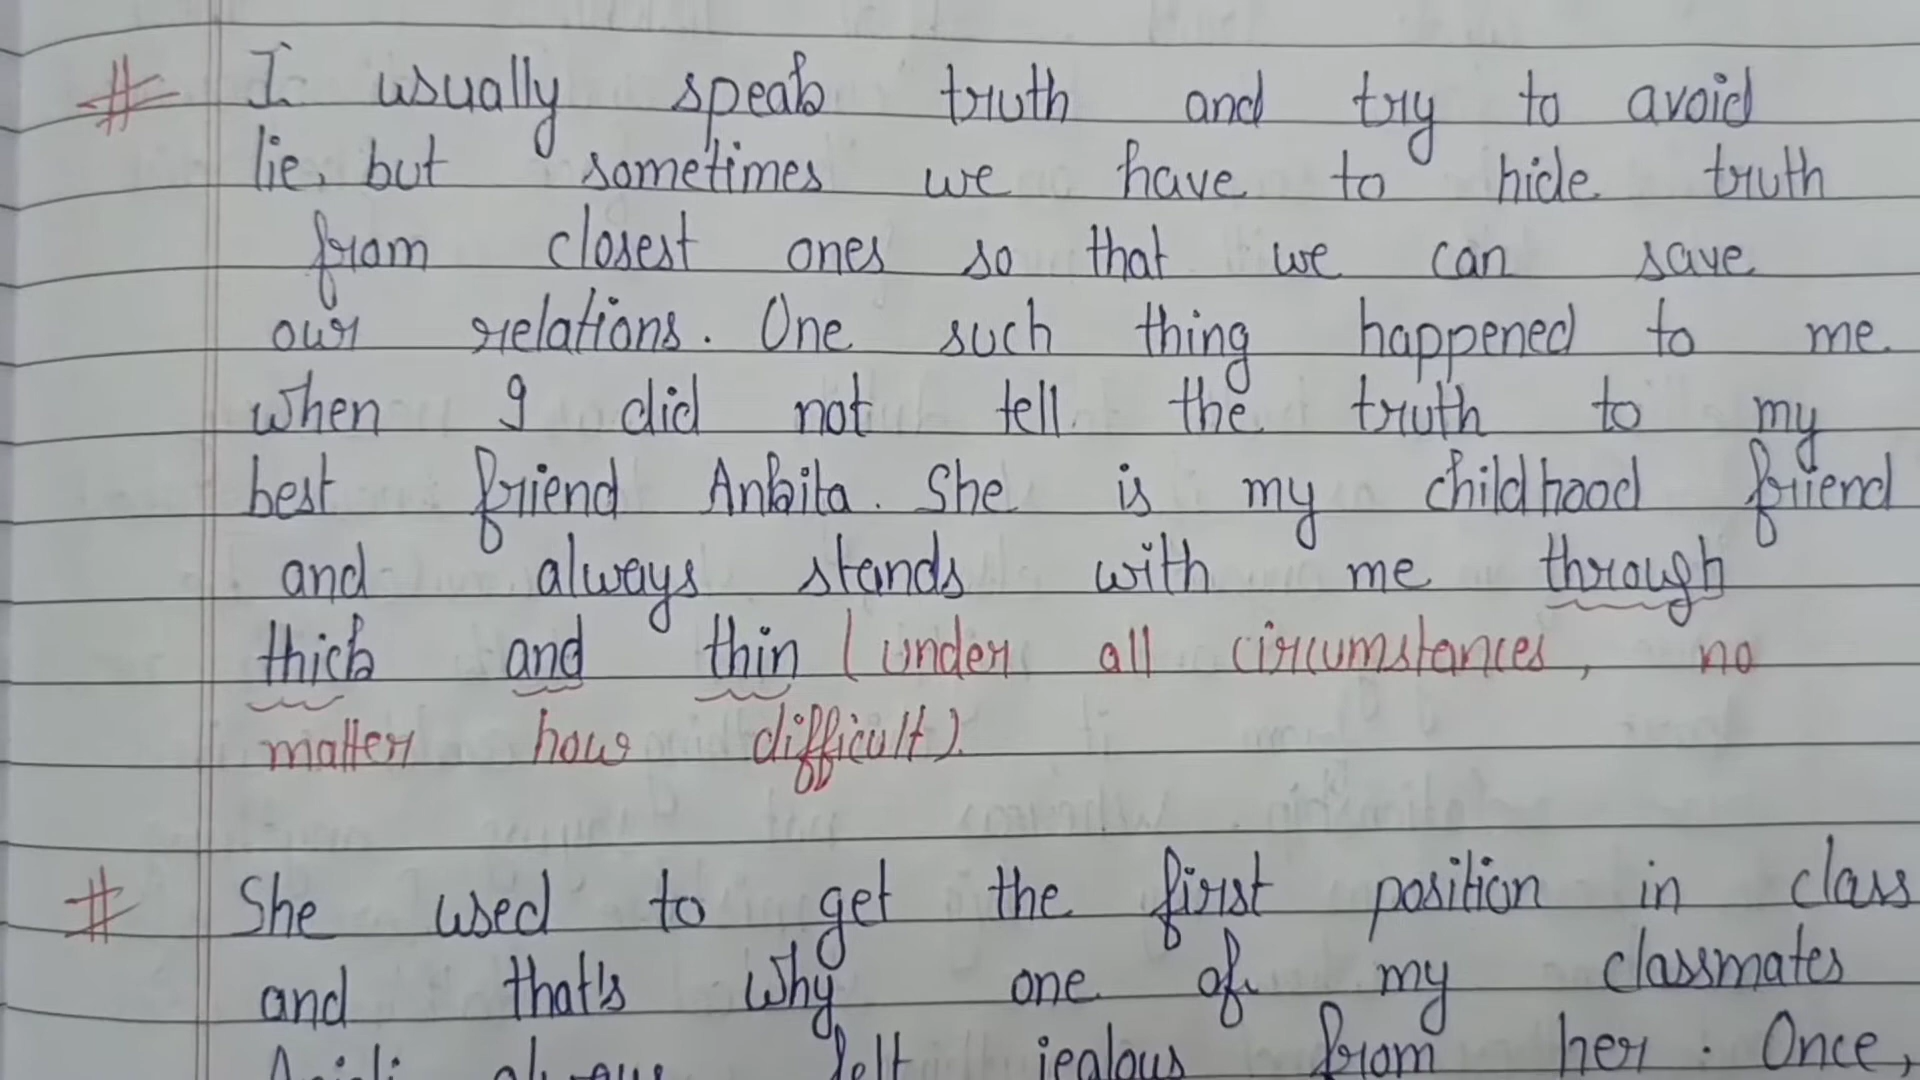 # I usually speak truth and try to avoid
lie, but sometimes we have to hide truth
from closest ones so that we can save
our relations. One such thing happened to me
when I did not tell the truth to my
best friend Ankita. She is my childhood friend
and always stands with me through
thick and thin (under all circumstances, no
matter how difficult).
# She used to get the first position in class
and that's why one of my classmates
always felt jealous from her. Once,